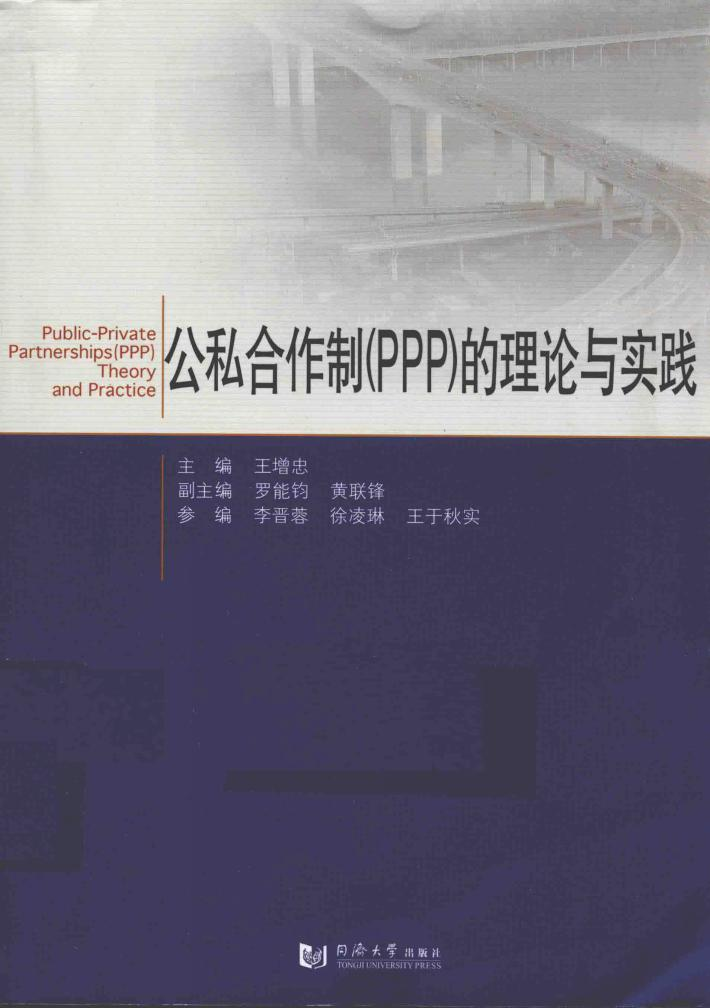 Public-Private
Partnerships(PPP)
Theory
and Practice
公私合作制(PPP)的理论与实践
主 编 王增忠
副主编 罗能钧 黄联锋
参 编 李晋蓉 徐凌琳 王于秋实
同济大学出版社
TONGJI UNIVERSITY PRESS